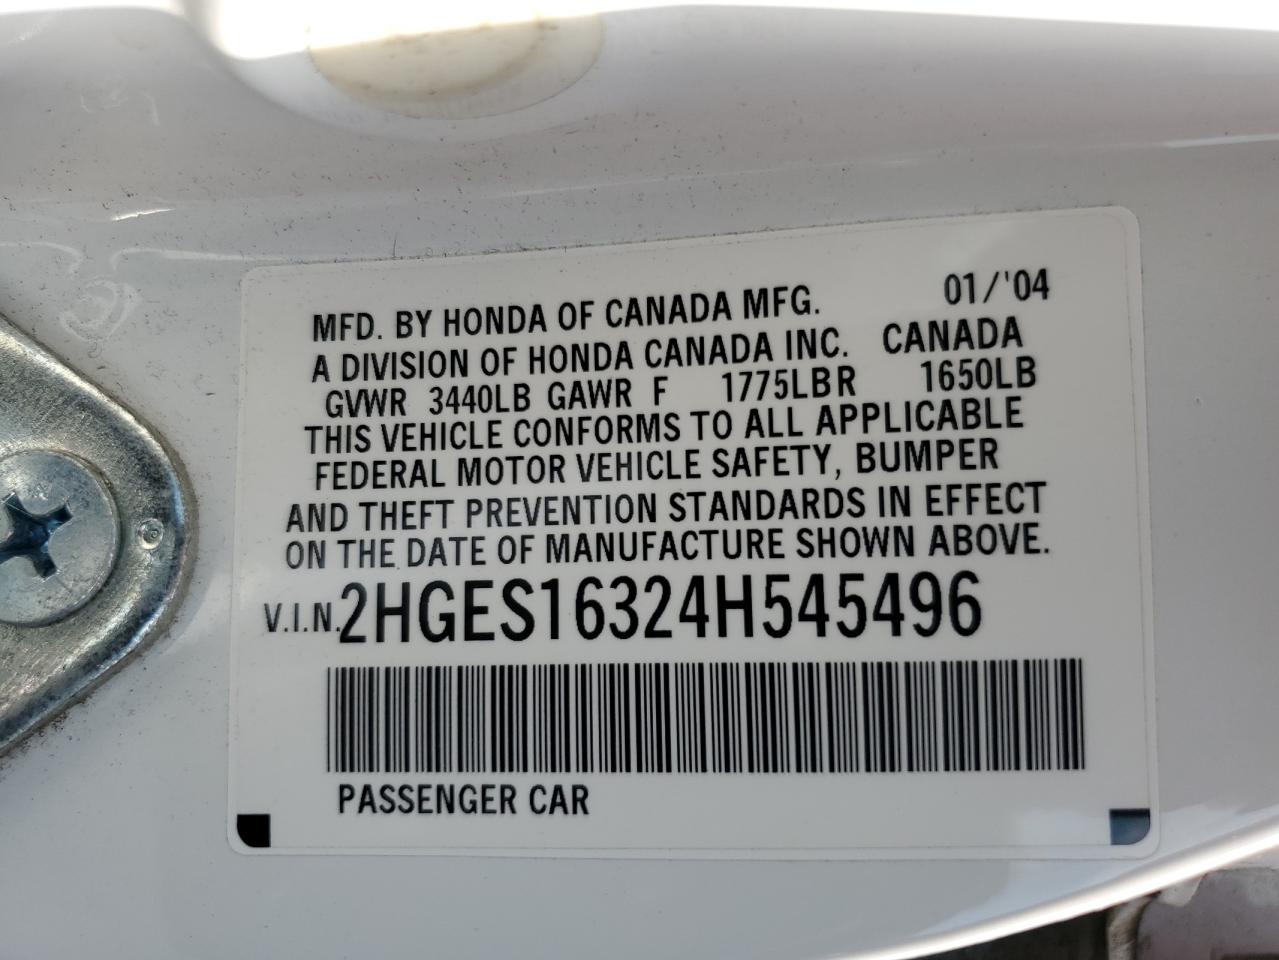 MFD. BY HONDA OF CANADA MFG. 01/'04
A DIVISION OF HONDA CANADA INC. CANADA
GVWR 3440LB GAWR F 1775LBR 1650LB
THIS VEHICLE CONFORMS TO ALL APPLICABLE
FEDERAL MOTOR VEHICLE SAFETY, BUMPER
AND THEFT PREVENTION STANDARDS IN EFFECT
ON THE DATE OF MANUFACTURE SHOWN ABOVE.
V.I.N. 2HGES16324H545496
PASSENGER CAR